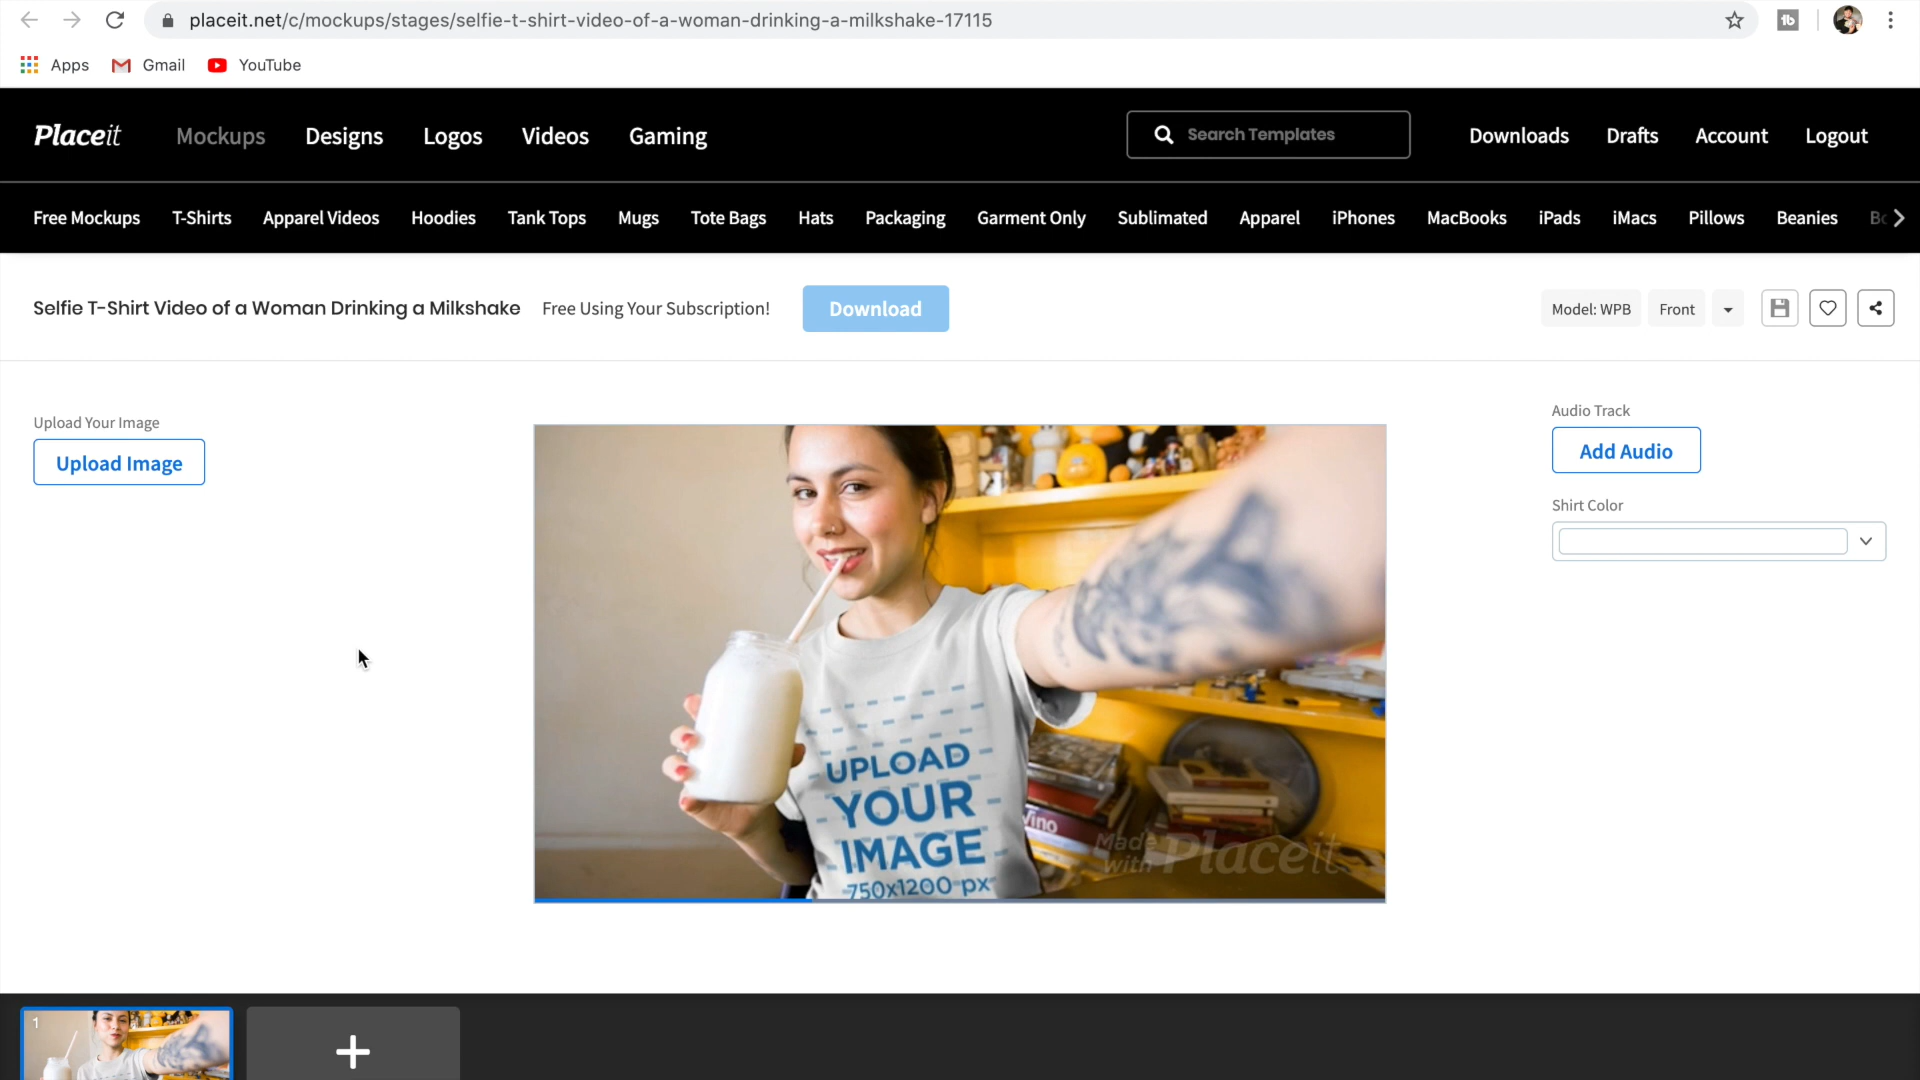 placeit.net/c/mockups/stages/selfie-t-shirt-video-of-a-woman-drinking-a-milkshake-17115
Apps Gmail YouTube
Placeit Mockups Designs Logos Videos Gaming Search Templates Downloads Drafts Account Logout
Free Mockups T-Shirts Apparel Videos Hoodies Tank Tops Mugs Tote Bags Hats Packaging Garment Only Sublimated Apparel iPhones MacBooks iPads iMacs Pillows Beanies
Selfie T-Shirt Video of a Woman Drinking a Milkshake Free Using Your Subscription! Download Model: WPB Front
Upload Your Image
Upload Image
Audio Track
Add Audio
Shirt Color
UPLOAD
YOUR
IMAGE
750x1200 px
Vino
Made
with Placeit
1